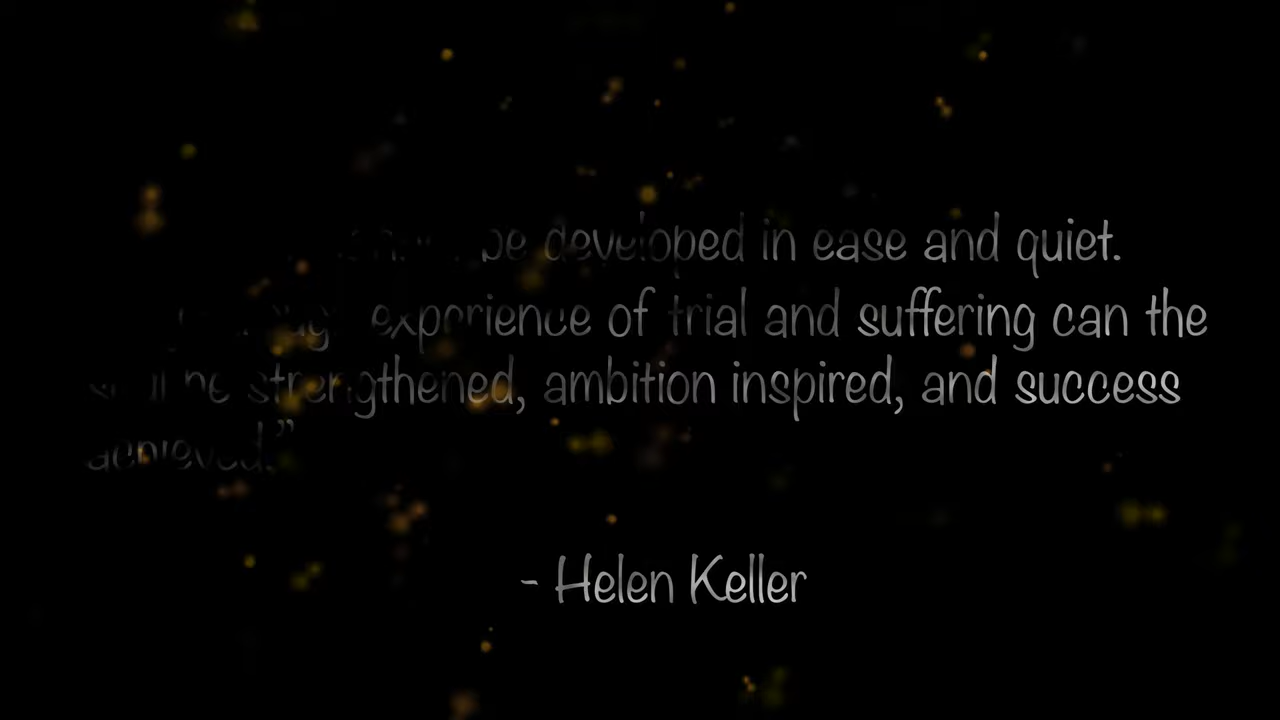 be developed in ease and quiet.
experience of trial and suffering can the
be strengthened, ambition inspired, and success
achieved.”
- Helen Keller